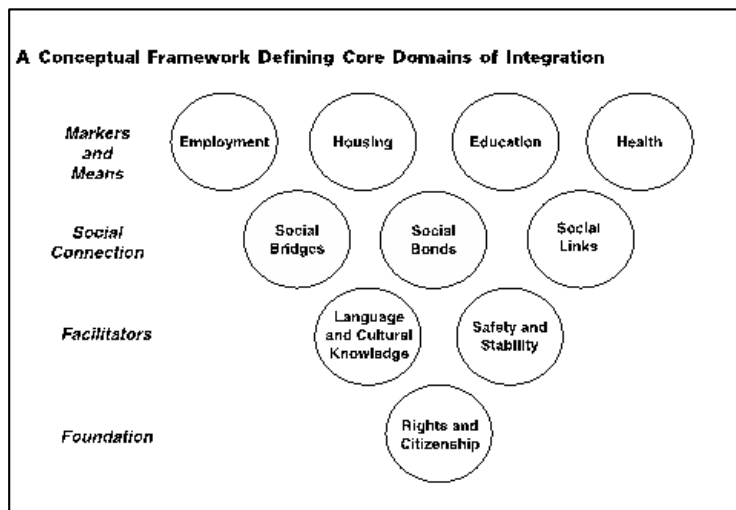 A Conceptual Framework Defining Core Domains of Integration
Markers
and
Means
Employment
Housing
Education
Health
Social
Connection
Social
Bridges
Social
Bonds
Social
Links
Facilitators
Language
and Cultural
Knowledge
Safety and
Stability
Foundation
Rights and
Citizenship